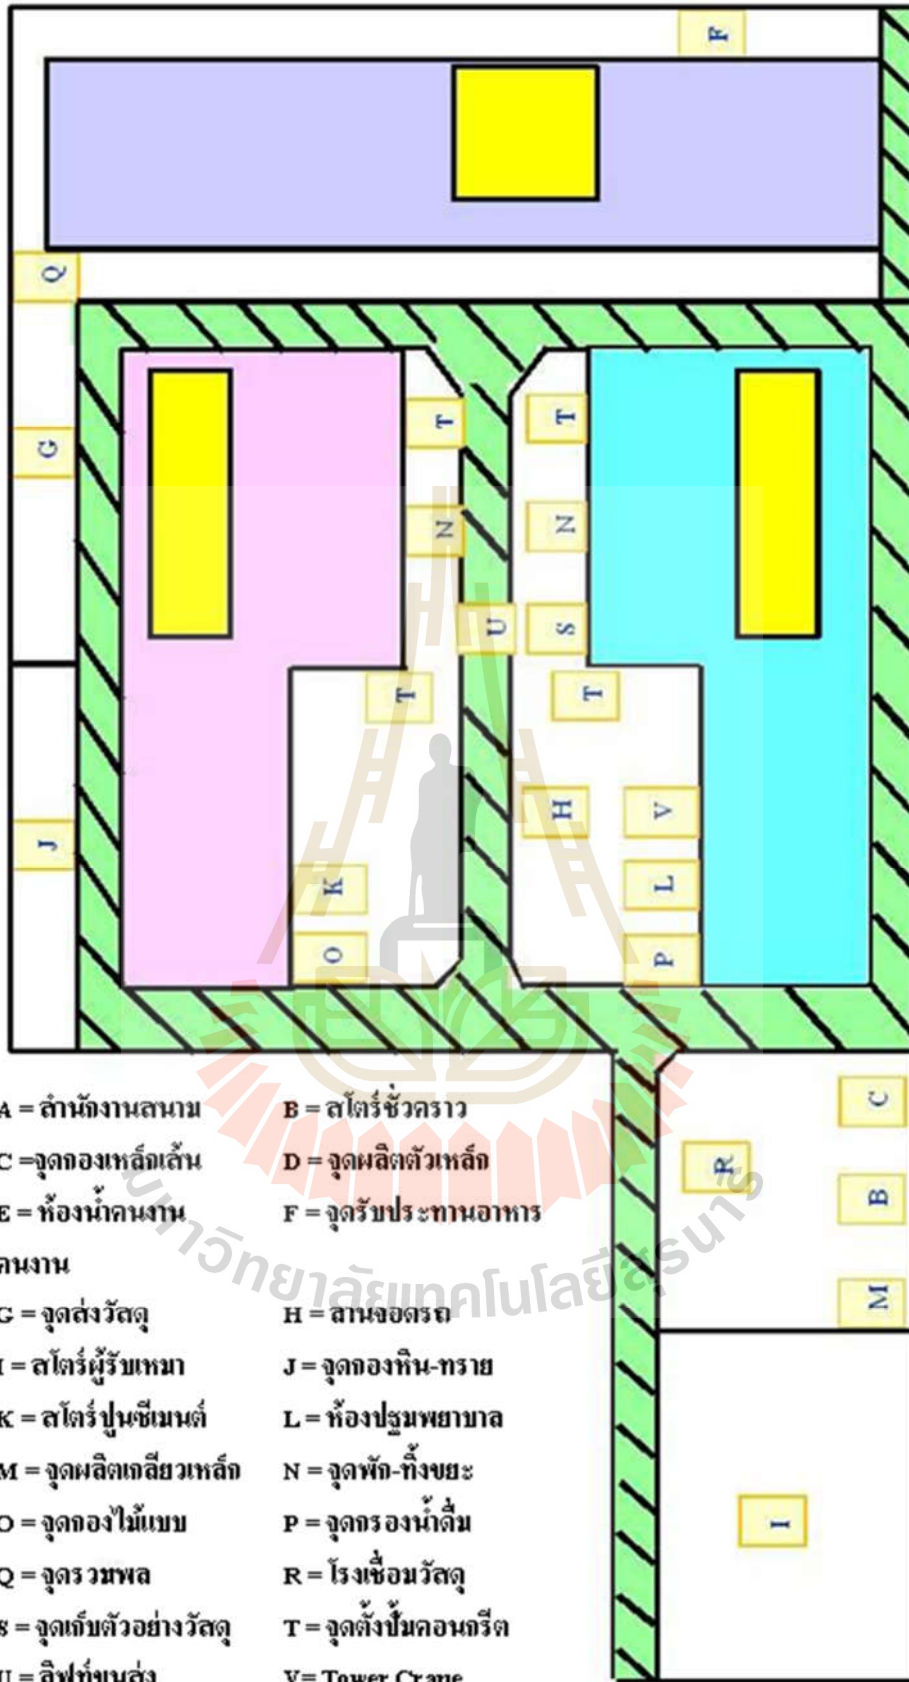 F
Q
G
T
T
N
N
U
S
T
T
H
V
J
K
L
O
P
A = สำนักงานสนาม B = สโตร์ชั่วคราว
C =จุดกองเหล็กเส้น D = จุดผลิตตัวเหล็ก
E = ห้องน้ำคนงาน F = จุดรับประทานอาหาร
คนงาน
G = จุดส่งวัสดุ H = ลานจอดรถ
I = สโตร์ผู้รับเหมา J = จุดกองหิน-ทราย
K = สโตร์ปูนซีเมนต์ L = ห้องปฐมพยาบาล
M = จุดผลิตเกลียวเหล็ก N = จุดพัก-ทิ้งขยะ
O = จุดกองไม้แบบ P = จุดกรองน้ำดื่ม
Q = จุดรวมพล R = โรงเชื่อมวัสดุ
S = จุดเก็บตัวอย่างวัสดุ T = จุดตั้งปั๊มคอนกรีต
U = ลิฟท์ขนส่ง V= Tower Crane
C
R
B
M
I
มหาวิทยาลัยเทคโนโลยีสุรนารี